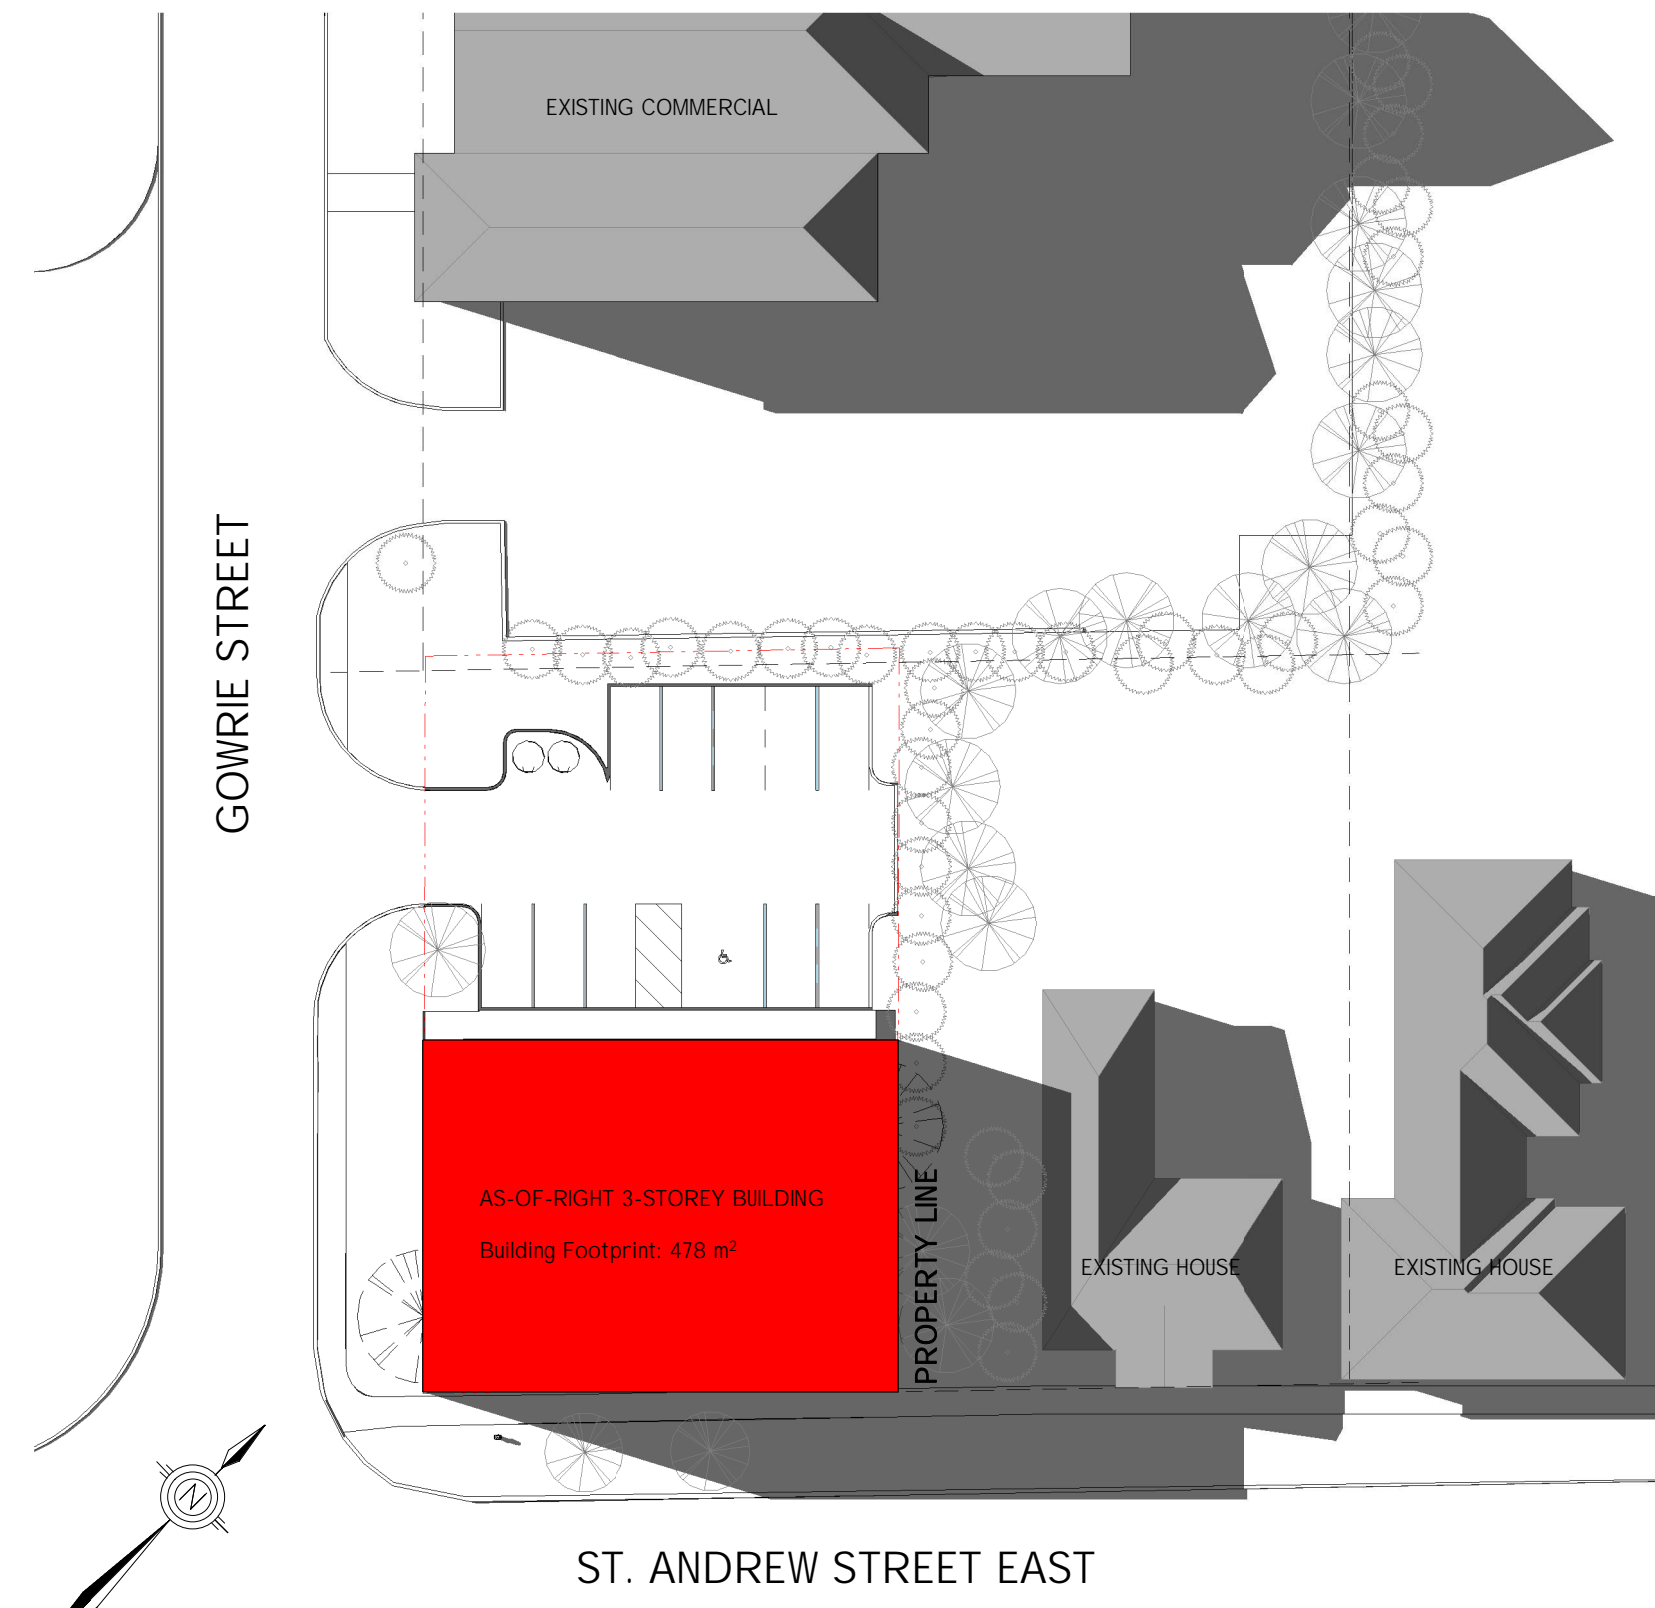 EXISTING COMMERCIAL
GOWRIE STREET
AS-OF-RIGHT 3-STOREY BUILDING
Building Footprint: 478 m²
PROPERTY LINE
EXISTING HOUSE
EXISTING HOUSE
N
ST. ANDREW STREET EAST